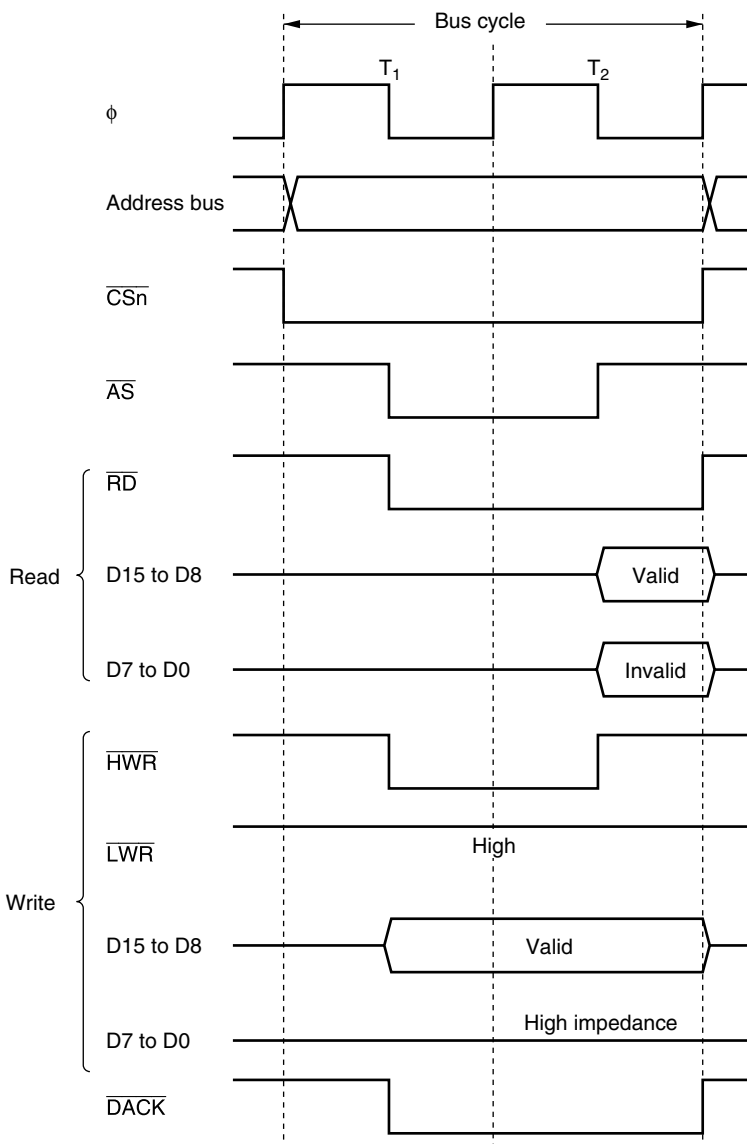 Bus cycle
T1 T2
φ
Address bus
CSn
AS
RD
Read D15 to D8 Valid
D7 to D0 Invalid
HWR
LWR High
Write
D15 to D8 Valid
D7 to D0 High impedance
DACK